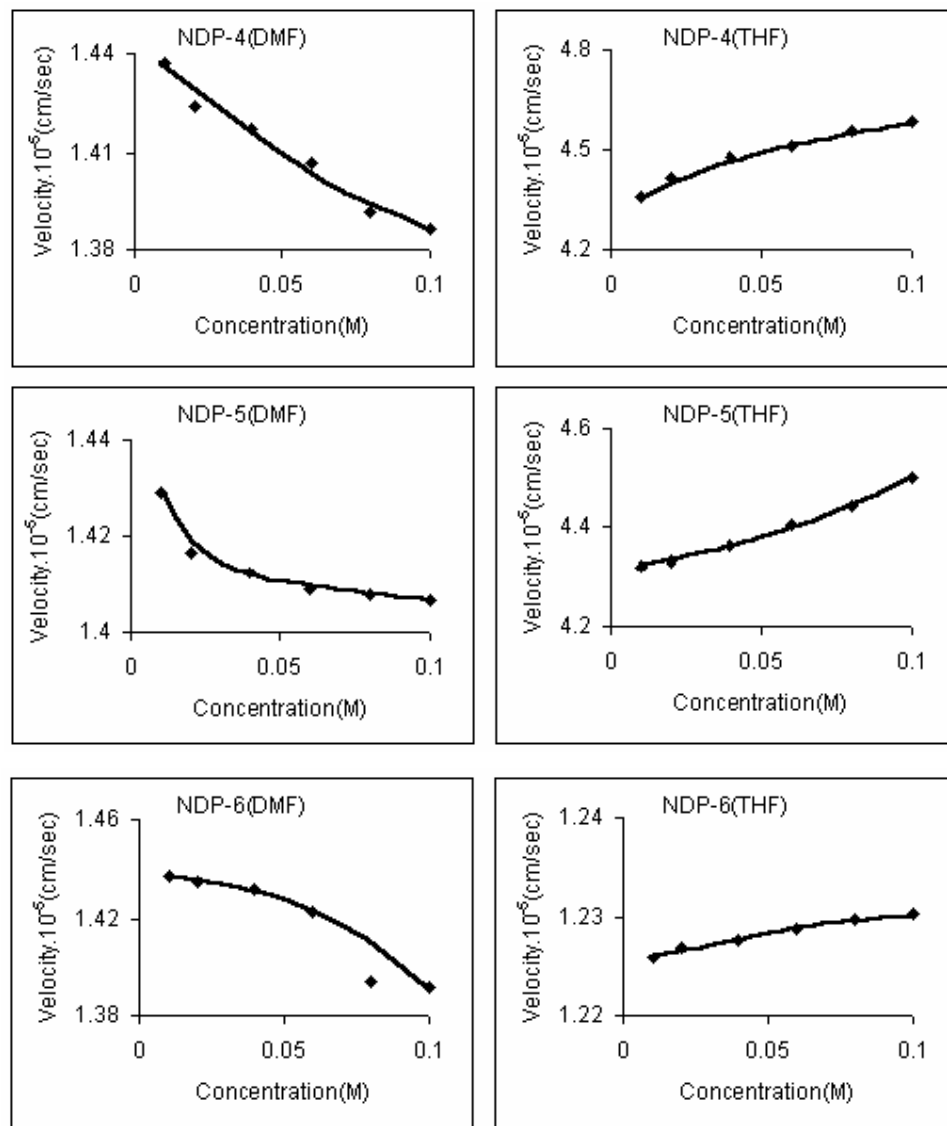 NDP-4(DMF)
Velocity.10⁻⁵(cm/sec)
1.44
1.41
1.38
0
0.05
0.1
Concentration(M)
NDP-4(THF)
Velocity.10⁻⁵(cm/sec)
4.8
4.5
4.2
0
0.05
0.1
Concentration(M)
NDP-5(DMF)
Velocity.10⁻⁵(cm/sec)
1.44
1.42
1.4
0
0.05
0.1
Concentration(M)
NDP-5(THF)
Velocity.10⁻⁵(cm/sec)
4.6
4.4
4.2
0
0.05
0.1
Concentration(M)
NDP-6(DMF)
Velocity.10⁻⁵(cm/sec)
1.46
1.42
1.38
0
0.05
0.1
Concentration(M)
NDP-6(THF)
Velocity.10⁻⁵(cm/sec)
1.24
1.23
1.22
0
0.05
0.1
Concentration(M)